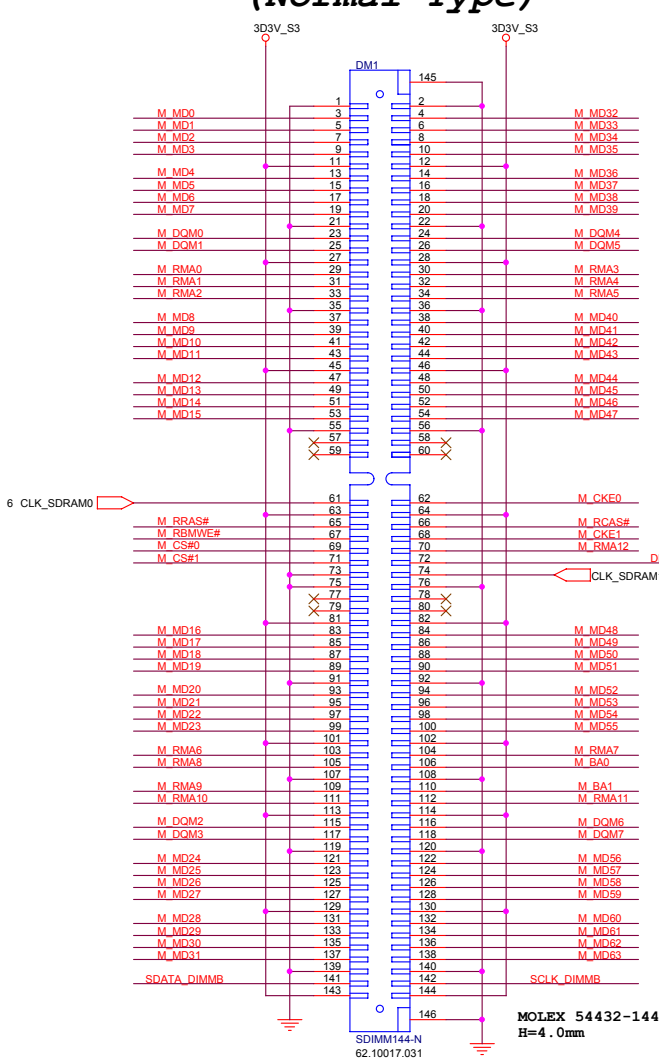 (Normal Type)
3D3V_S3 3D3V_S3
DM1
145
1 2
M_MD0 3 4 M_MD32
M_MD1 5 6 M_MD33
M_MD2 7 8 M_MD34
M_MD3 9 10 M_MD35
11 12
M_MD4 13 14 M_MD36
M_MD5 15 16 M_MD37
M_MD6 17 18 M_MD38
M_MD7 19 20 M_MD39
21 22
M_DQM0 23 24 M_DQM4
M_DQM1 25 26 M_DQM5
27 28
M_RMA0 29 30 M_RMA3
M_RMA1 31 32 M_RMA4
M_RMA2 33 34 M_RMA5
35 36
M_MD8 37 38 M_MD40
M_MD9 39 40 M_MD41
M_MD10 41 42 M_MD42
M_MD11 43 44 M_MD43
45 46
M_MD12 47 48 M_MD44
M_MD13 49 50 M_MD45
M_MD14 51 52 M_MD46
M_MD15 53 54 M_MD47
55 56
57 58
59 60
6 CLK_SDRAM0 61 62 M_CKE0
63 64
M_RRAS# 65 66 M_RCAS#
M_RBMWE# 67 68 M_CKE1
M_CS#0 69 70 M_RMA12
M_CS#1 71 72 D
73 74 CLK_SDRAM
75 76
77 78
79 80
81 82
M_MD16 83 84 M_MD48
M_MD17 85 86 M_MD49
M_MD18 87 88 M_MD50
M_MD19 89 90 M_MD51
91 92
M_MD20 93 94 M_MD52
M_MD21 95 96 M_MD53
M_MD22 97 98 M_MD54
M_MD23 99 100 M_MD55
101 102
M_RMA6 103 104 M_RMA7
M_RMA8 105 106 M_BA0
107 108
M_RMA9 109 110 M_BA1
M_RMA10 111 112 M_RMA11
113 114
M_DQM2 115 116 M_DQM6
M_DQM3 117 118 M_DQM7
119 120
M_MD24 121 122 M_MD56
M_MD25 123 124 M_MD57
M_MD26 125 126 M_MD58
M_MD27 127 128 M_MD59
129 130
M_MD28 131 132 M_MD60
M_MD29 133 134 M_MD61
M_MD30 135 136 M_MD62
M_MD31 137 138 M_MD63
139 140
SDATA_DIMMB 141 142 SCLK_DIMMB
143 144
146
MOLEX 54432-144
H=4.0mm
SDIMM144-N
62.10017.031